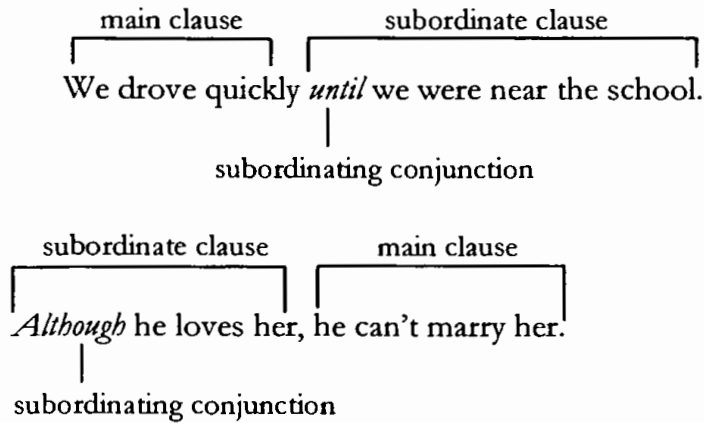 main clause subordinate clause
We drove quickly until we were near the school.
subordinating conjunction
subordinate clause main clause
Although he loves her, he can't marry her.
subordinating conjunction